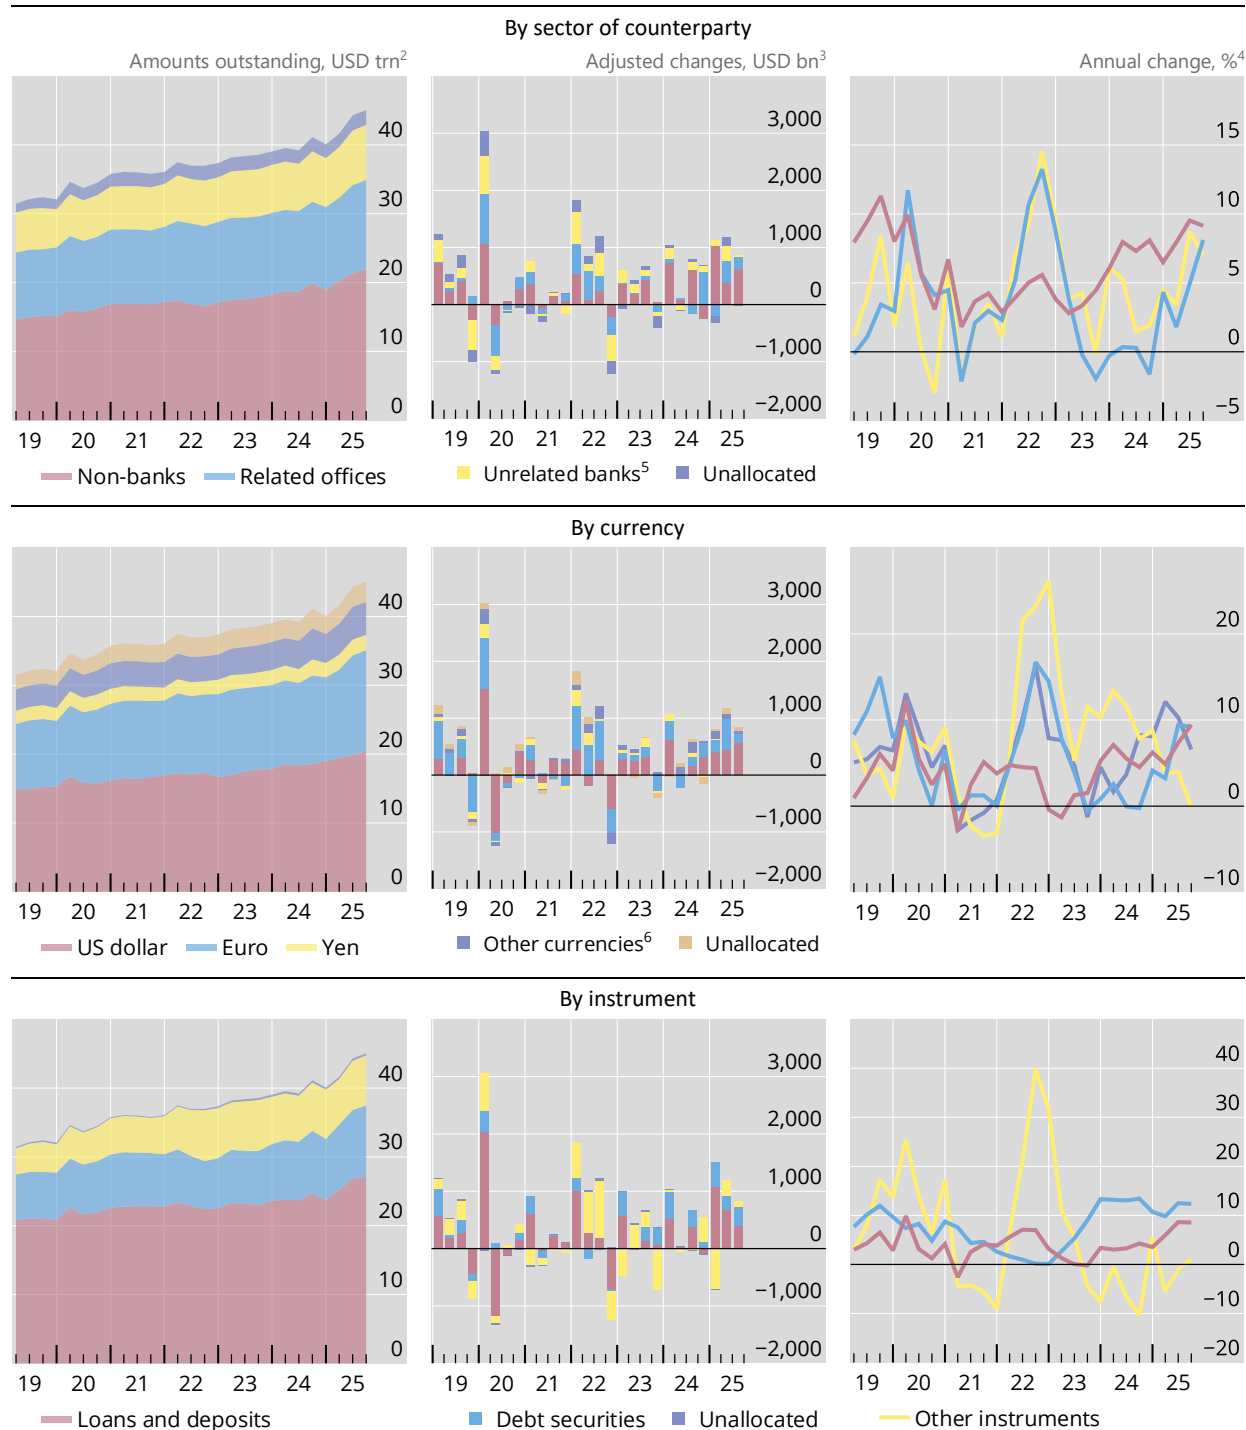 By sector of counterparty
Amounts outstanding, USD trn2
Adjusted changes, USD bn3
Annual change, %4
40
30
20
10
0
19 20 21 22 23 24 25
3,000
2,000
1,000
0
−1,000
−2,000
19 20 21 22 23 24 25
15
10
5
0
−5
19 20 21 22 23 24 25
Non-banks Related offices Unrelated banks5 Unallocated
By currency
40
30
20
10
0
19 20 21 22 23 24 25
3,000
2,000
1,000
0
−1,000
−2,000
19 20 21 22 23 24 25
20
10
0
−10
19 20 21 22 23 24 25
US dollar Euro Yen Other currencies6 Unallocated
By instrument
40
30
20
10
0
19 20 21 22 23 24 25
3,000
2,000
1,000
0
−1,000
−2,000
19 20 21 22 23 24 25
40
30
20
10
0
−10
−20
19 20 21 22 23 24 25
Loans and deposits Debt securities Unallocated Other instruments